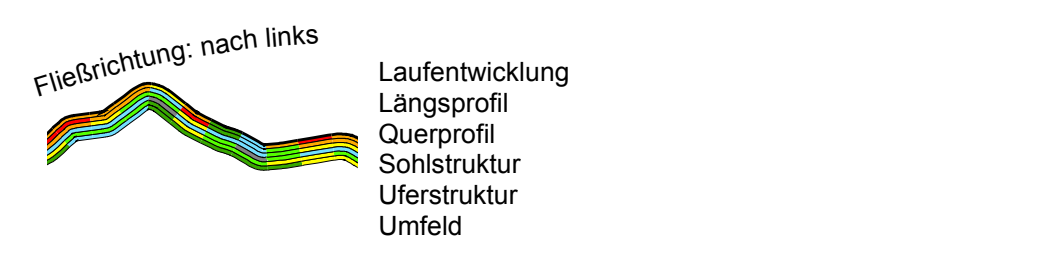 Fließrichtung: nach links
Laufentwicklung
Längsprofil
Querprofil
Sohlstruktur
Uferstruktur
Umfeld